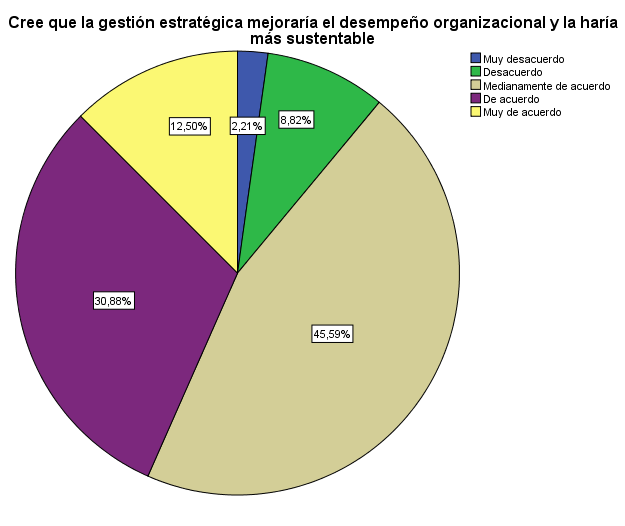 Cree que la gestión estratégica mejoraría el desempeño organizacional y la haría
más sustentable
Muy desacuerdo
Desacuerdo
Medianamente de acuerdo
De acuerdo
Muy de acuerdo
12,50%
2,21%
8,82%
30,88%
45,59%